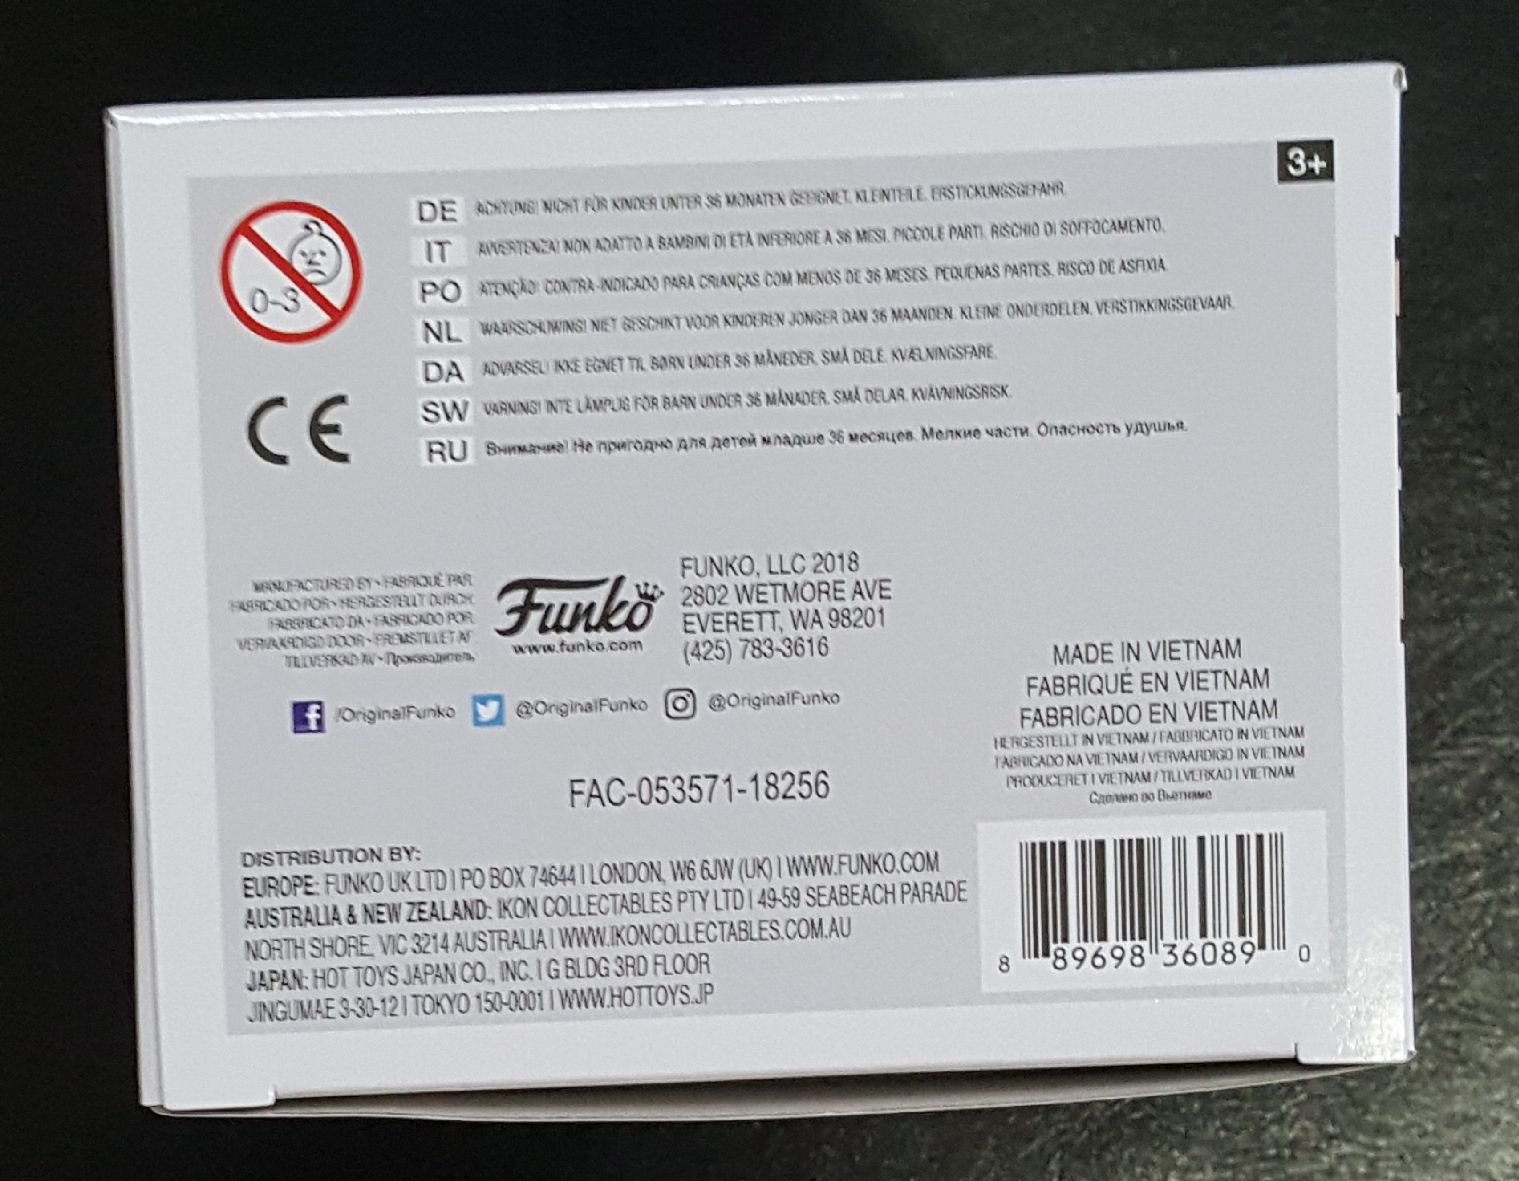 3+
0-3
DE ACHTUNG! NICHT FÜR KINDER UNTER 36 MONATEN GEEIGNET. KLEINTEILE. ERSTICKUNGSGEFAHR.
IT AVVERTENZA! NON ADATTO A BAMBINI DI ETÀ INFERIORE A 36 MESI. PICCOLE PARTI. RISCHIO DI SOFFOCAMENTO.
PO ATENÇÃO! CONTRA-INDICADO PARA CRIANÇAS COM MENOS DE 36 MESES. PEQUENAS PARTES. RISCO DE ASFIXIA.
NL WAARSCHUWING! NIET GESCHIKT VOOR KINDEREN JONGER DAN 36 MAANDEN. KLEINE ONDERDELEN. VERSTIKKINGSGEVAAR.
DA ADVARSEL! IKKE EGNET TIL BØRN UNDER 36 MÅNEDER. SMÅ DELE. KVÆLNINGSFARE.
SW VARNING! INTE LÄMPLIG FÖR BARN UNDER 36 MÅNADER. SMÅ DELAR. KVÄVNINGSRISK.
RU Внимание! Не пригодно для детей младше 36 месяцев. Мелкие части. Опасность удушья.
CE
MANUFACTURED BY • FABRIQUÉ PAR
FABRICADO POR • HERGESTELLT DURCH
FABBRICATO DA • FABRICADO POR
VERVAARDIGD DOOR • FREMSTILLET AF
TILLVERKAD AV • Производитель
Funko
www.funko.com
FUNKO, LLC 2018
2802 WETMORE AVE
EVERETT, WA 98201
(425) 783-3616
/OriginalFunko @OriginalFunko @OriginalFunko
MADE IN VIETNAM
FABRIQUÉ EN VIETNAM
FABRICADO EN VIETNAM
HERGESTELLT IN VIETNAM / FABBRICATO IN VIETNAM
FABRICADO NA VIETNAM / VERVAARDIGD IN VIETNAM
PRODUCERET I VIETNAM / TILLVERKAD I VIETNAM
Сделано во Вьетнаме
FAC-053571-18256
DISTRIBUTION BY:
EUROPE: FUNKO UK LTD | PO BOX 74644 | LONDON, W6 6JW (UK) | WWW.FUNKO.COM
AUSTRALIA & NEW ZEALAND: IKON COLLECTABLES PTY LTD | 49-59 SEABEACH PARADE
NORTH SHORE, VIC 3214 AUSTRALIA | WWW.IKONCOLLECTABLES.COM.AU
JAPAN: HOT TOYS JAPAN CO., INC. | G BLDG 3RD FLOOR
JINGUMAE 3-30-12 | TOKYO 150-0001 | WWW.HOTTOYS.JP
8 89698 36089 0